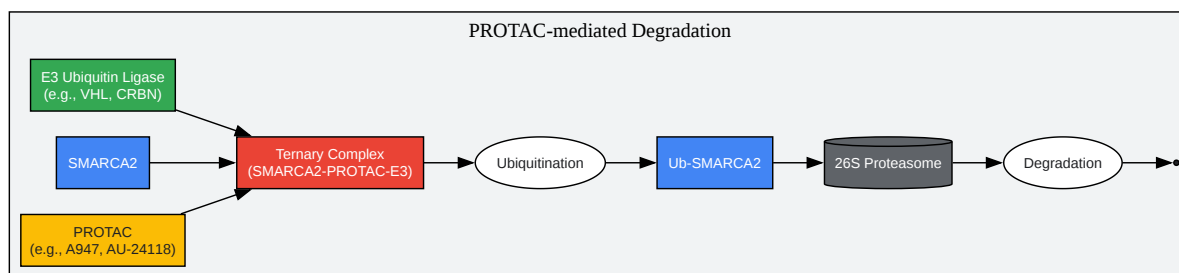 PROTAC-mediated Degradation
E3 Ubiquitin Ligase
(e.g., VHL, CRBN)
SMARCA2
PROTAC
(e.g., A947, AU-24118)
Ternary Complex
(SMARCA2-PROTAC-E3)
Ubiquitination
Ub-SMARCA2
26S Proteasome
Degradation